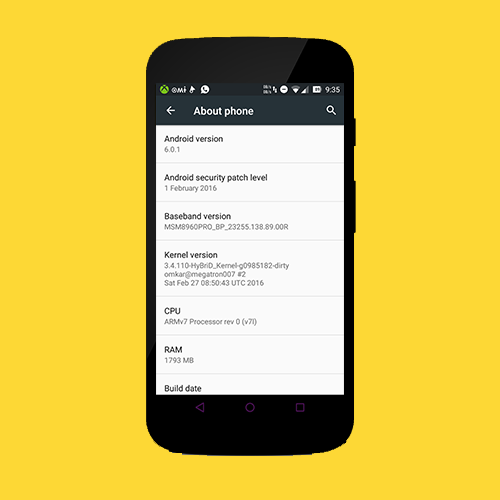 9:35
About phone
Android version
6.0.1
Android security patch level
1 February 2016
Baseband version
MSM8960PRO_BP_23255.138.89.00R
Kernel version
3.4.110-HyBriD_Kernel-g0985182-dirty
omkar@megatron007 #2
Sat Feb 27 08:50:43 UTC 2016
CPU
ARMv7 Processor rev 0 (v7l)
RAM
1793 MB
Build date